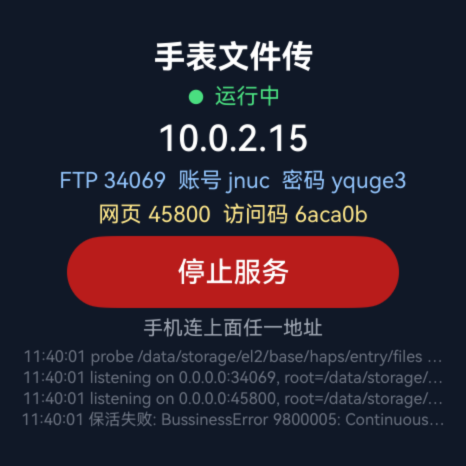 手表文件传
运行中
10.0.2.15
FTP 34069 账号 jnuc 密码 yquge3
网页 45800 访问码 6aca0b
停止服务
手机连上面任一地址
11:40:01 probe /data/storage/el2/base/haps/entry/files ...
11:40:01 listening on 0.0.0.0:34069, root=/data/storage/...
11:40:01 listening on 0.0.0.0:45800, root=/data/storage/...
11:40:01 保活失败: BussinessError 9800005: Continuous...